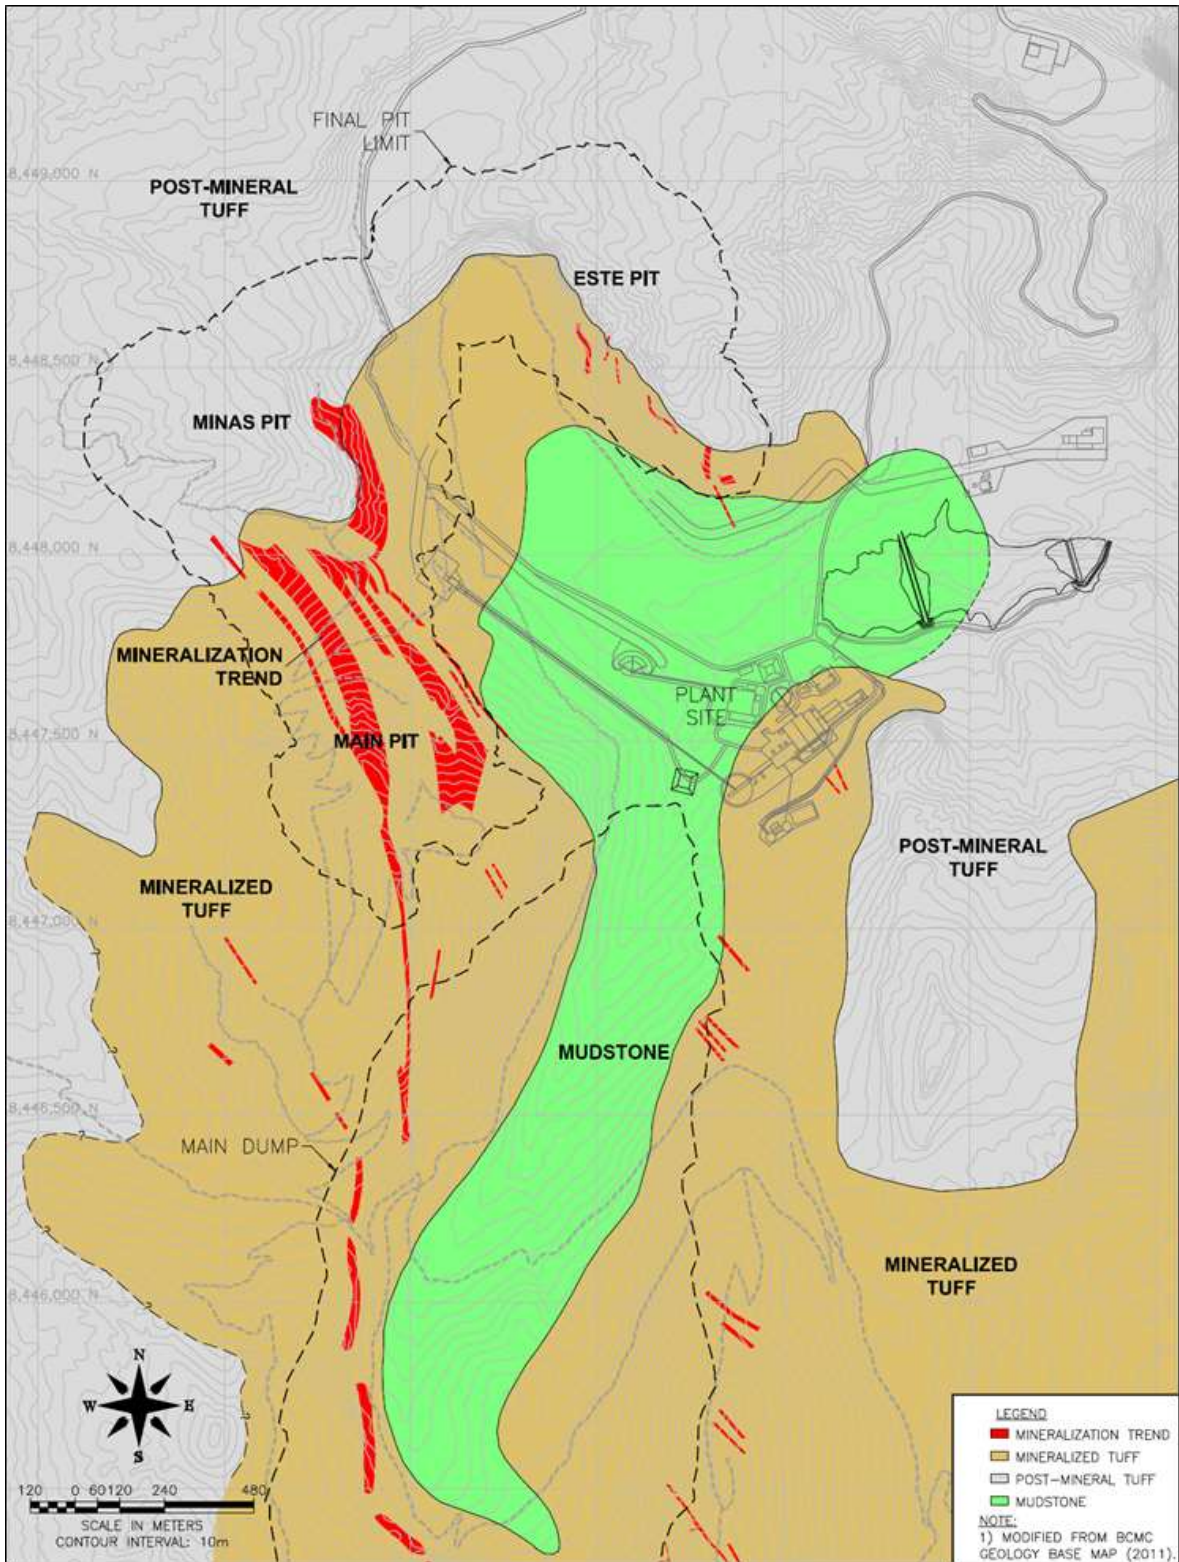 FINAL PIT
LIMIT
8,449,000 N
POST-MINERAL
TUFF
ESTE PIT
8,448,500 N
MINAS PIT
8,448,000 N
MINERALIZATION
TREND
PLANT
SITE
MAIN PIT
8,447,500 N
POST-MINERAL
TUFF
MINERALIZED
TUFF
8,447,000 N
?
?
MUDSTONE
8,446,500 N
?
MAIN DUMP
?
MINERALIZED
TUFF
8,446,000 N
?
N
W E
S
?
120 0 60 120 240 480
SCALE IN METERS
CONTOUR INTERVAL: 10m
LEGEND
MINERALIZATION TREND
MINERALIZED TUFF
POST-MINERAL TUFF
MUDSTONE
NOTE:
1) MODIFIED FROM BCMC
GEOLOGY BASE MAP (2011).